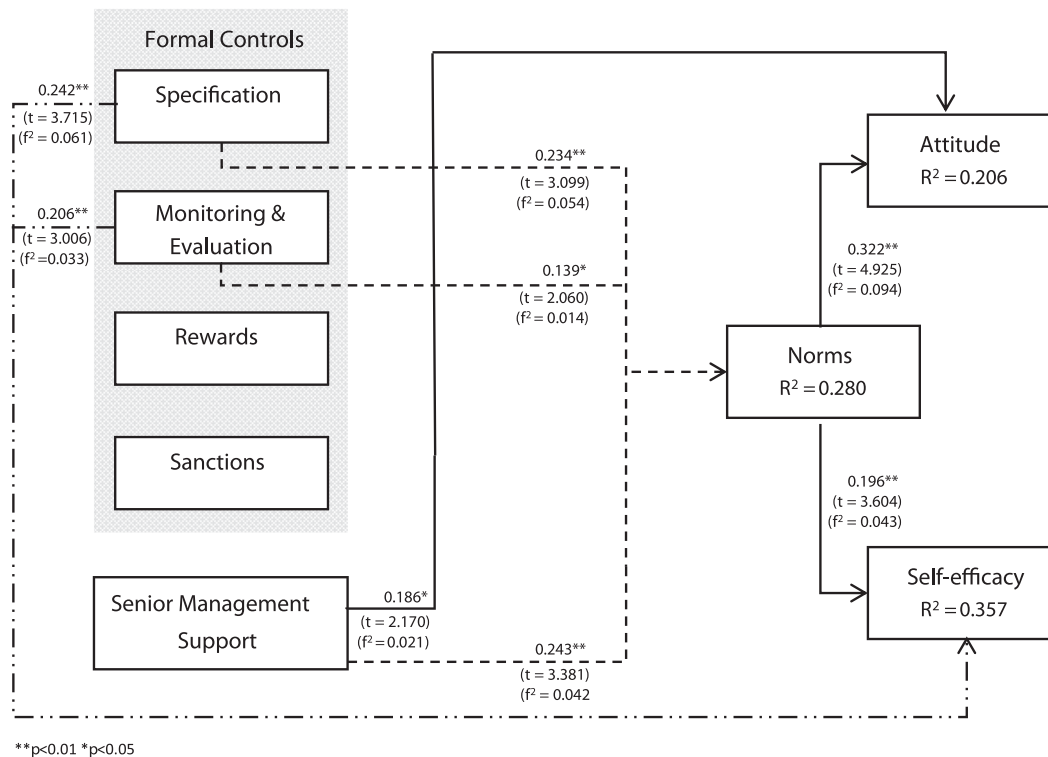 Formal Controls
Specification
0.242**
(t = 3.715)
(f² = 0.061)
0.234**
(t = 3.099)
(f² = 0.054)
Attitude
R² = 0.206
Monitoring &
Evaluation
0.206**
(t = 3.006)
(f² = 0.033)
0.139*
(t = 2.060)
(f² = 0.014)
0.322**
(t = 4.925)
(f² = 0.094)
Rewards
Norms
R² = 0.280
Sanctions
0.196**
(t = 3.604)
(f² = 0.043)
Senior Management
Support
0.186*
(t = 2.170)
(f² = 0.021)
0.243**
(t = 3.381)
(f² = 0.042
Self-efficacy
R² = 0.357
**p<0.01 *p<0.05